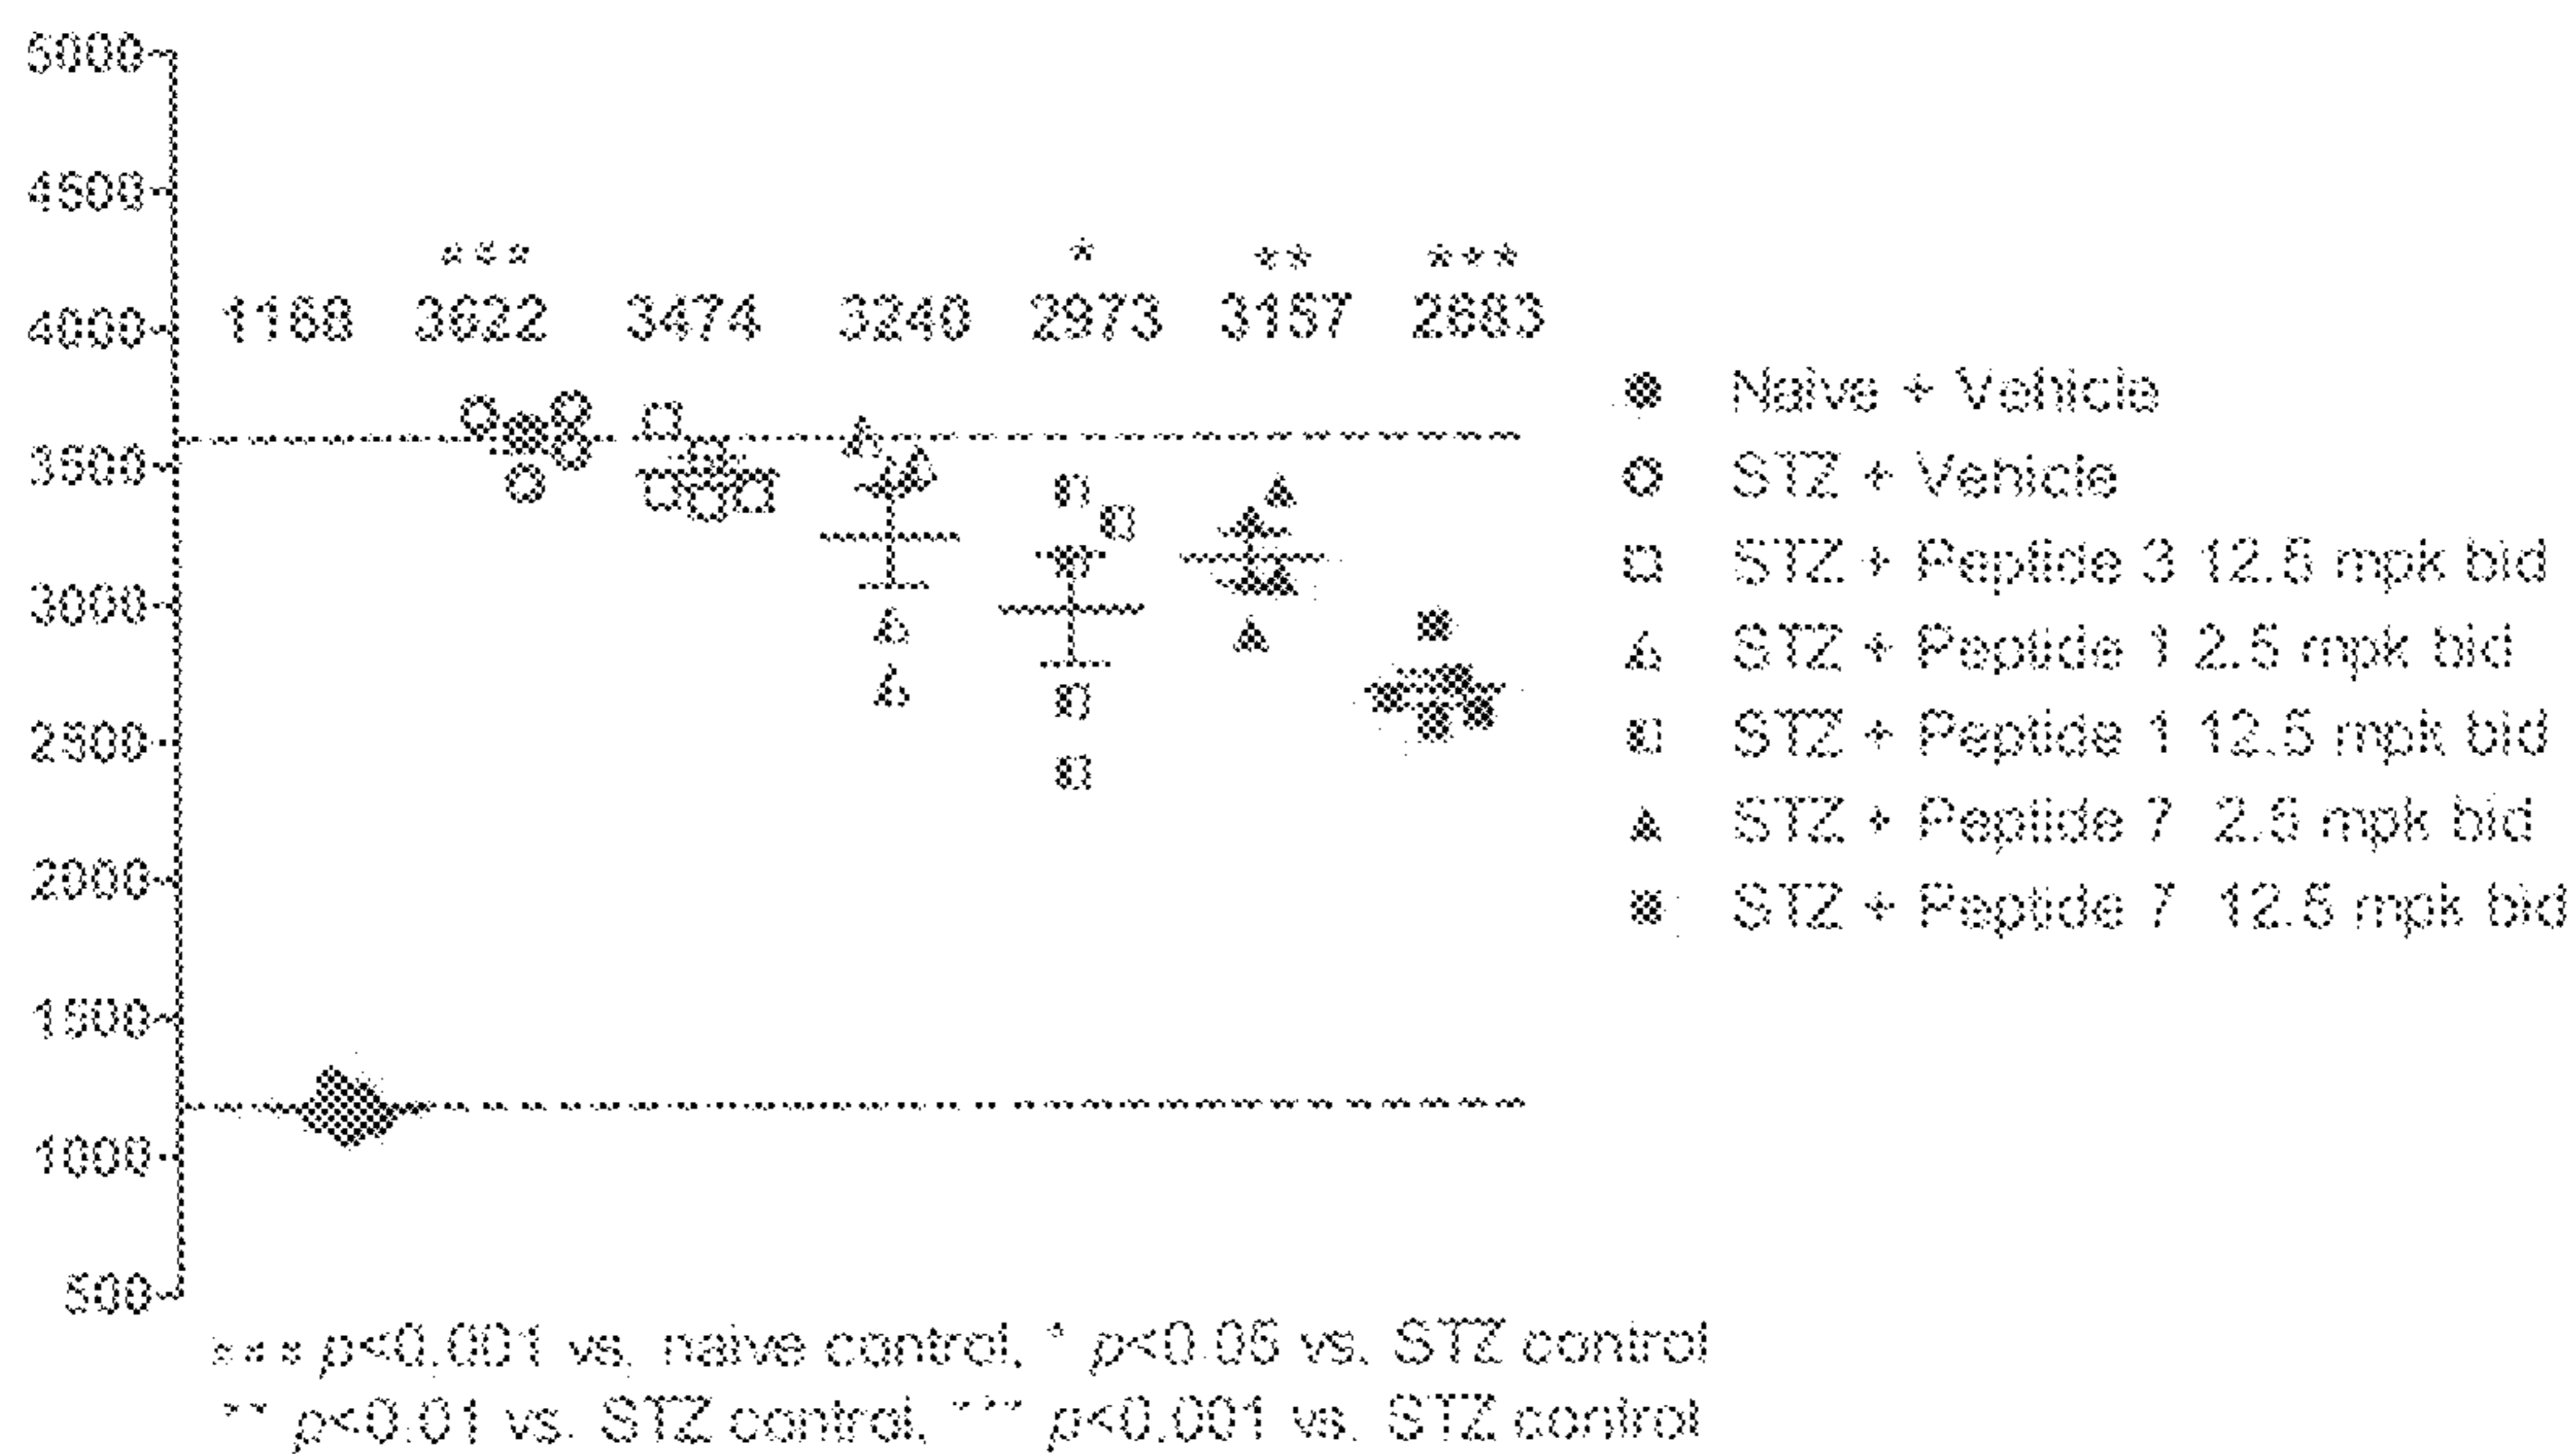 5000
4500
*** * ** ***
1168 3622 3474 3240 2973 3157 2683
4000
3500
3000
2500
2000
1500
1000
500
Naive + Vehicle
STZ + Vehicle
STZ + Peptide 3 12.5 mpk bid
STZ + Peptide 1 2.5 mpk bid
STZ + Peptide 1 12.5 mpk bid
STZ + Peptide 7 2.5 mpk bid
STZ + Peptide 7 12.5 mpk bid
*** p<0.001 vs. naive control, * p<0.05 vs. STZ control
** p<0.01 vs. STZ control, *** p<0.001 vs. STZ control